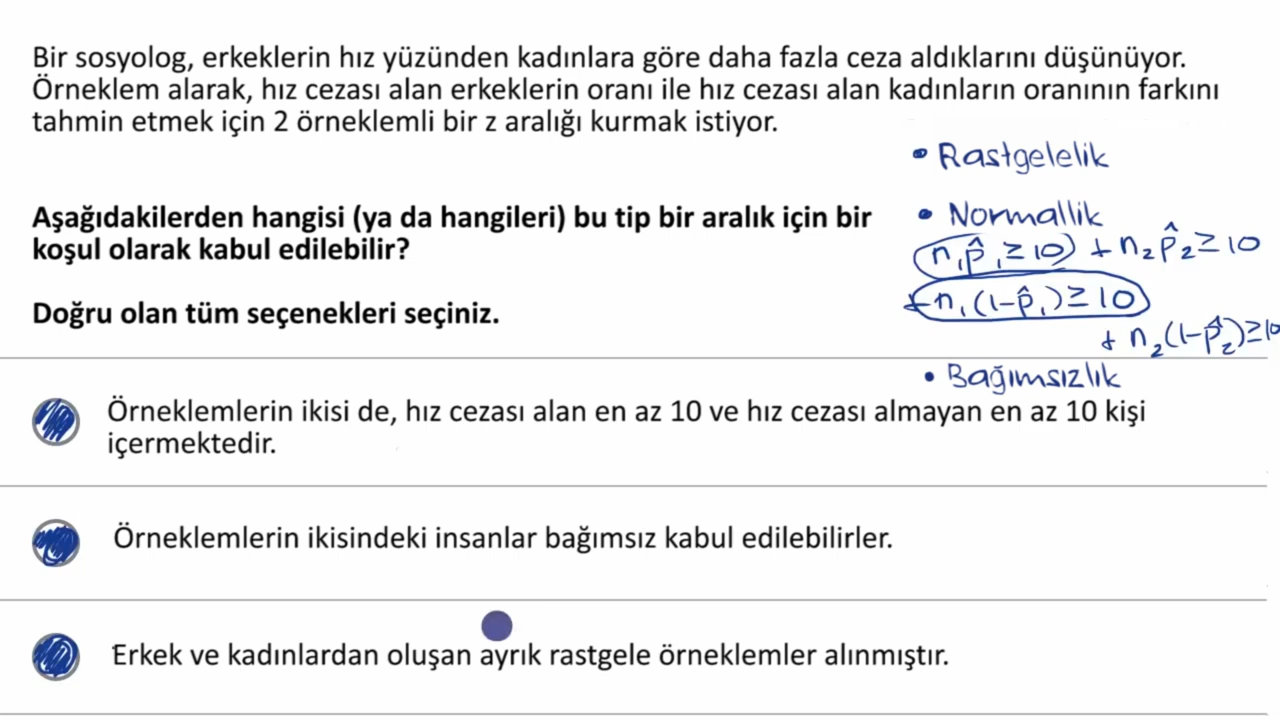 Bir sosyolog, erkeklerin hız yüzünden kadınlara göre daha fazla ceza aldıklarını düşünüyor.
Örneklem alarak, hız cezası alan erkeklerin oranı ile hız cezası alan kadınların oranının farkını
tahmin etmek için 2 örneklemli bir z aralığı kurmak istiyor.
• Rastgelelik
Aşağıdakilerden hangisi (ya da hangileri) bu tip bir aralık için bir
koşul olarak kabul edilebilir?
• Normallik
n₁p̂₁ ≥ 10 + n₂p̂₂ ≥ 10
+ n₁(1-p̂₁) ≥ 10
+ n₂(1-p̂₂) ≥ 10
Doğru olan tüm seçenekleri seçiniz.
• Bağımsızlık
Örneklemlerin ikisi de, hız cezası alan en az 10 ve hız cezası almayan en az 10 kişi
içermektedir.
Örneklemlerin ikisindeki insanlar bağımsız kabul edilebilirler.
Erkek ve kadınlardan oluşan ayrık rastgele örneklemler alınmıştır.